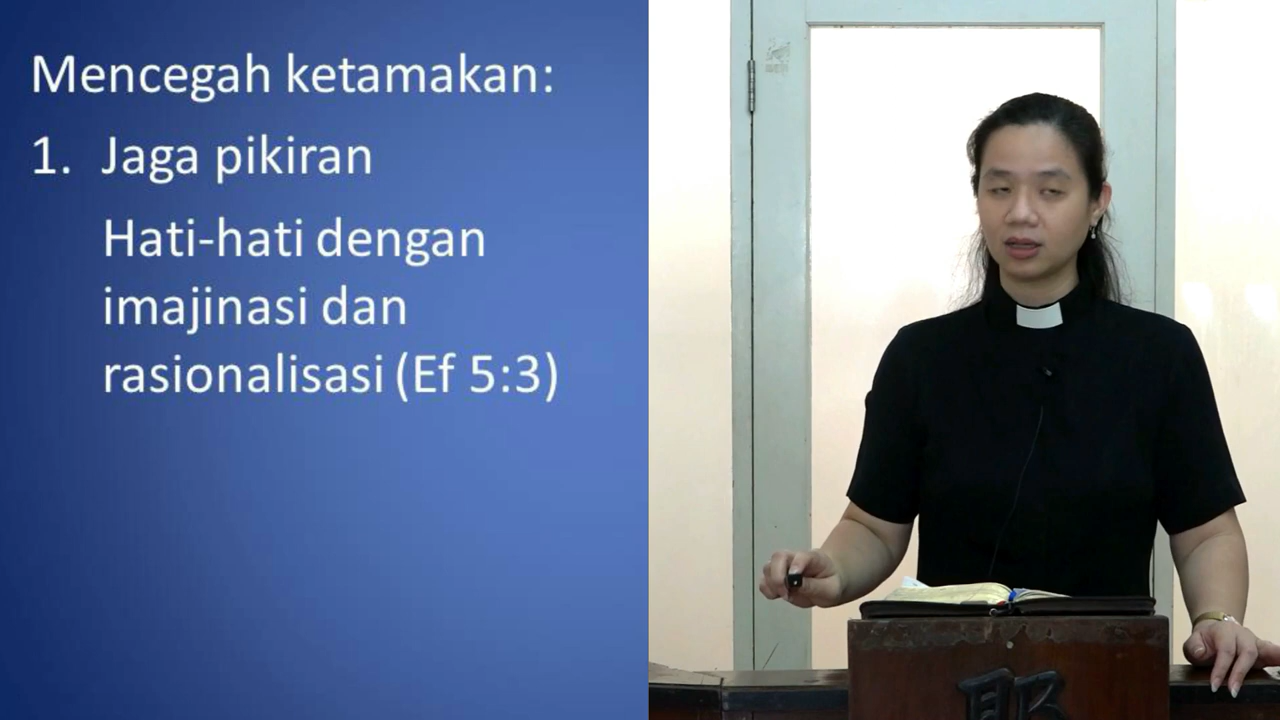 Mencegah ketamakan:
1. Jaga pikiran
Hati-hati dengan
imajinasi dan
rasionalisasi (Ef 5:3)